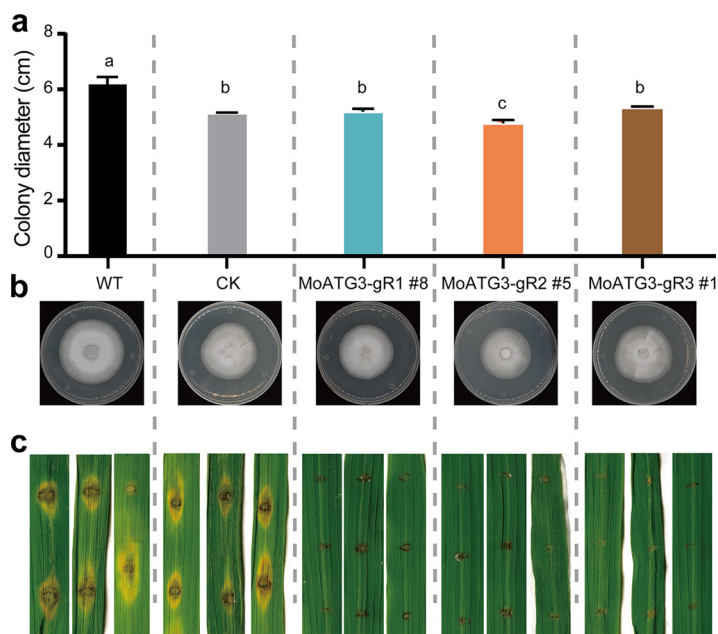 a
8
6
4
2
0
Colony diameter (cm)
a
b
b
c
b
WT
CK
MoATG3-gR1 #8
MoATG3-gR2 #5
MoATG3-gR3 #1
b
c